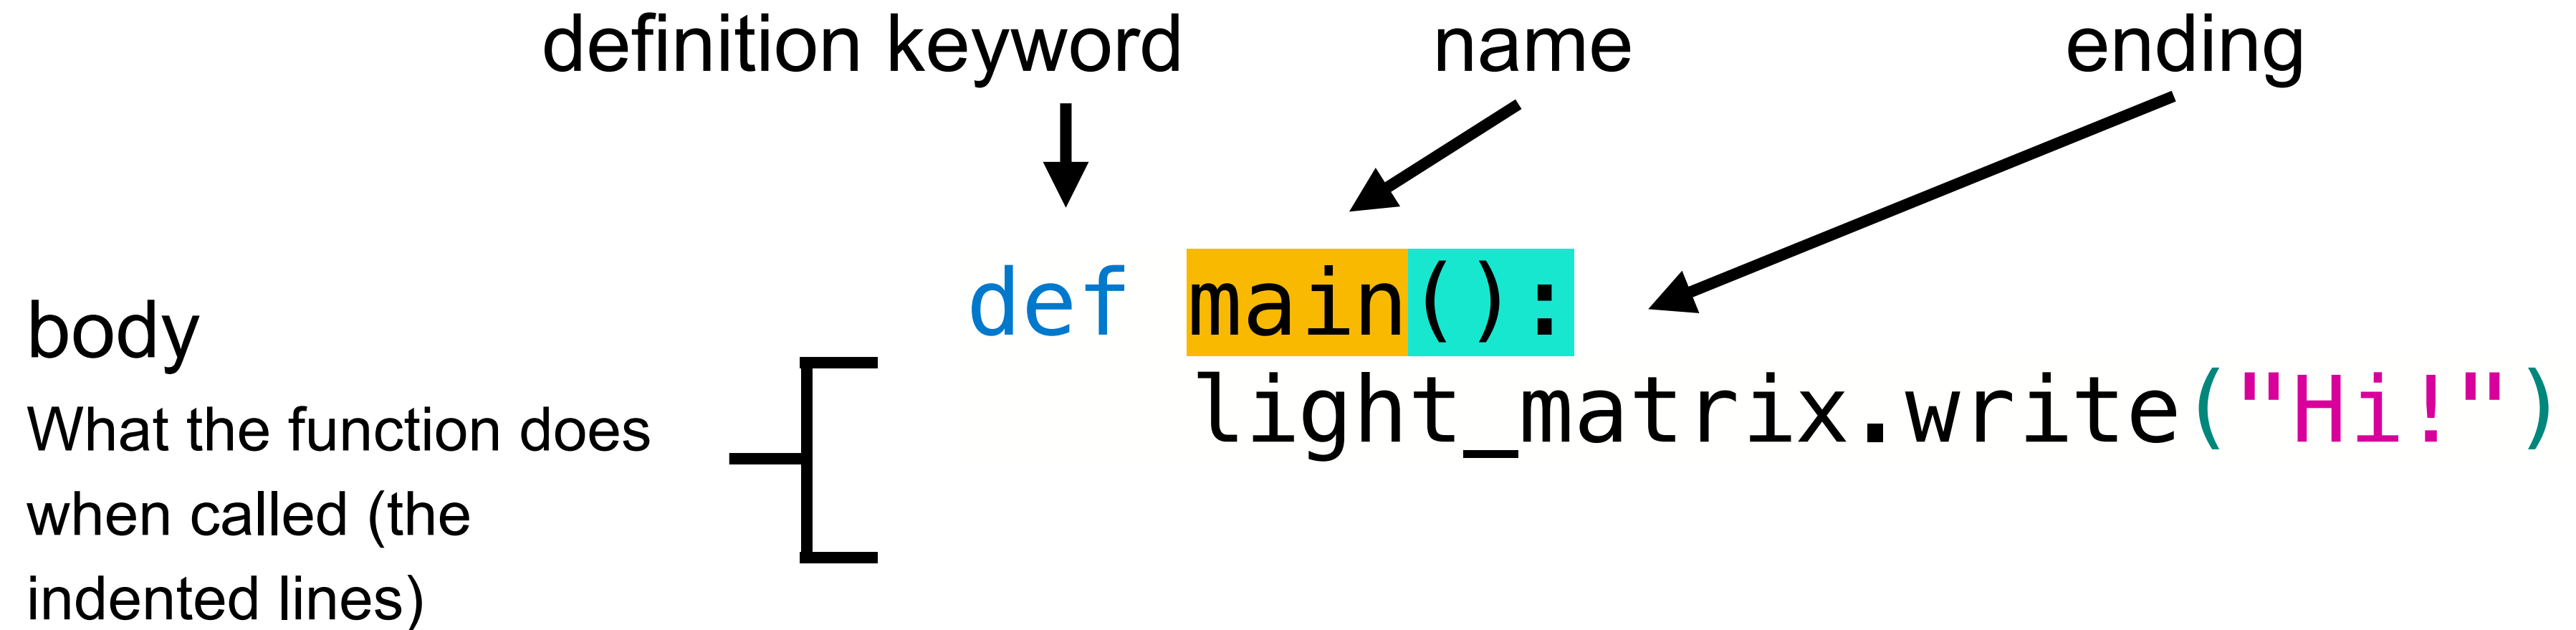 definition keyword
name
ending
def main():
light_matrix.write("Hi!")
body
What the function does
when called (the
indented lines)